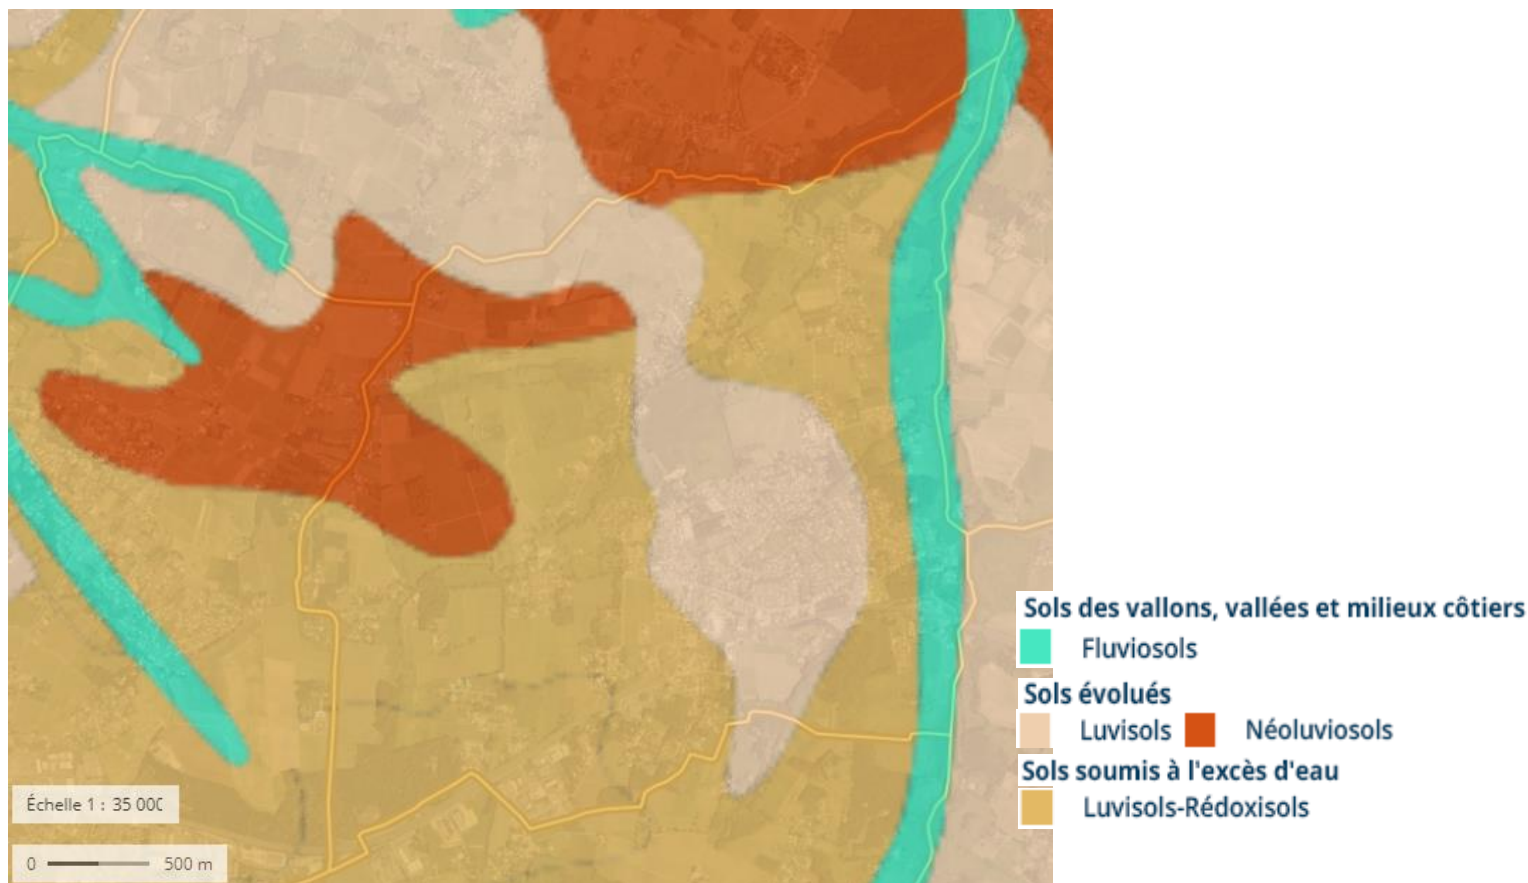 Sols des vallons, vallées et milieux côtiers
Fluviosols
Sols évolués
Luvisols Néoluviosols
Sols soumis à l'excès d'eau
Luvisols-Rédoxisols
Échelle 1 : 35 000
0 500 m